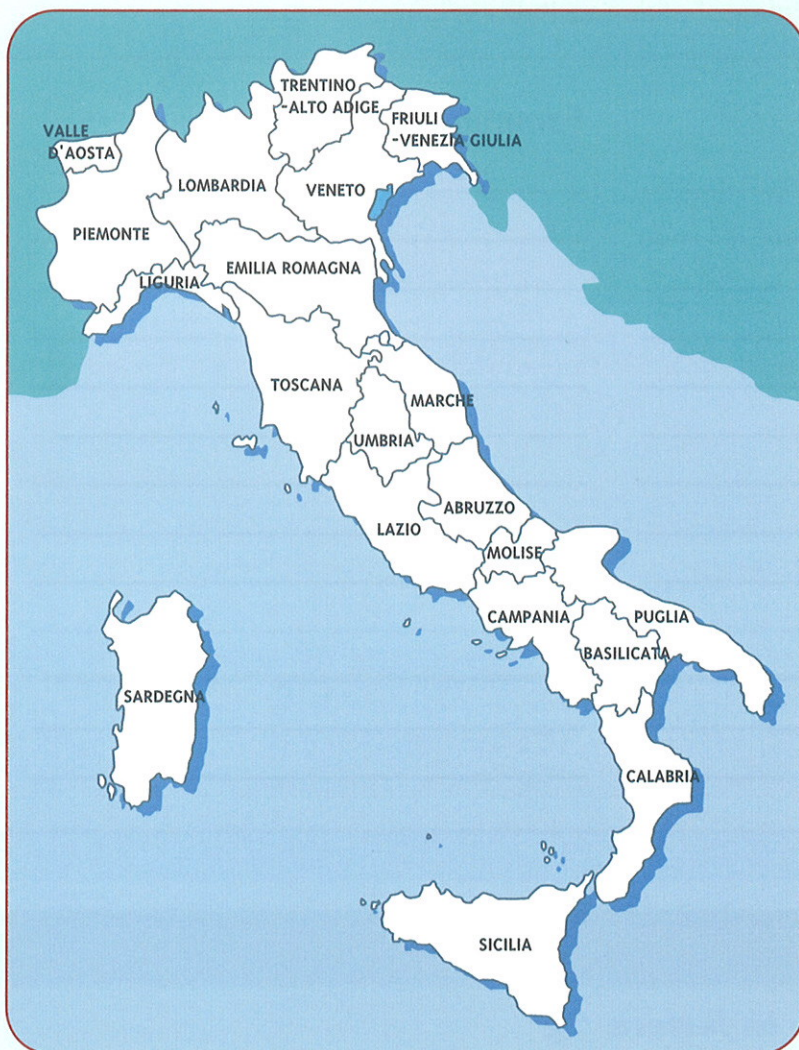 TRENTINO
-ALTO ADIGE
FRIULI
-VENEZIA GIULIA
VALLE
D'AOSTA
LOMBARDIA
VENETO
PIEMONTE
EMILIA ROMAGNA
LIGURIA
TOSCANA
MARCHE
UMBRIA
ABRUZZO
LAZIO
MOLISE
CAMPANIA
PUGLIA
BASILICATA
SARDEGNA
CALABRIA
SICILIA